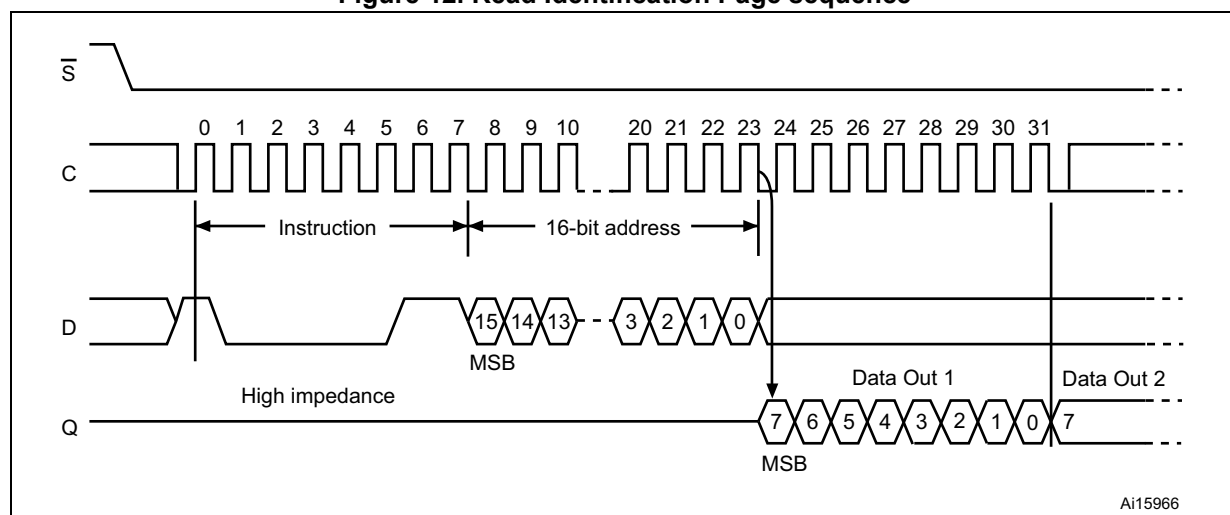 Figure 12. Read Identification Page sequence
S
0 1 2 3 4 5 6 7 8 9 10 20 21 22 23 24 25 26 27 28 29 30 31
C
Instruction 16-bit address
D 15 14 13 3 2 1 0
MSB
High impedance Data Out 1 Data Out 2
Q 7 6 5 4 3 2 1 0 7
MSB
Ai15966